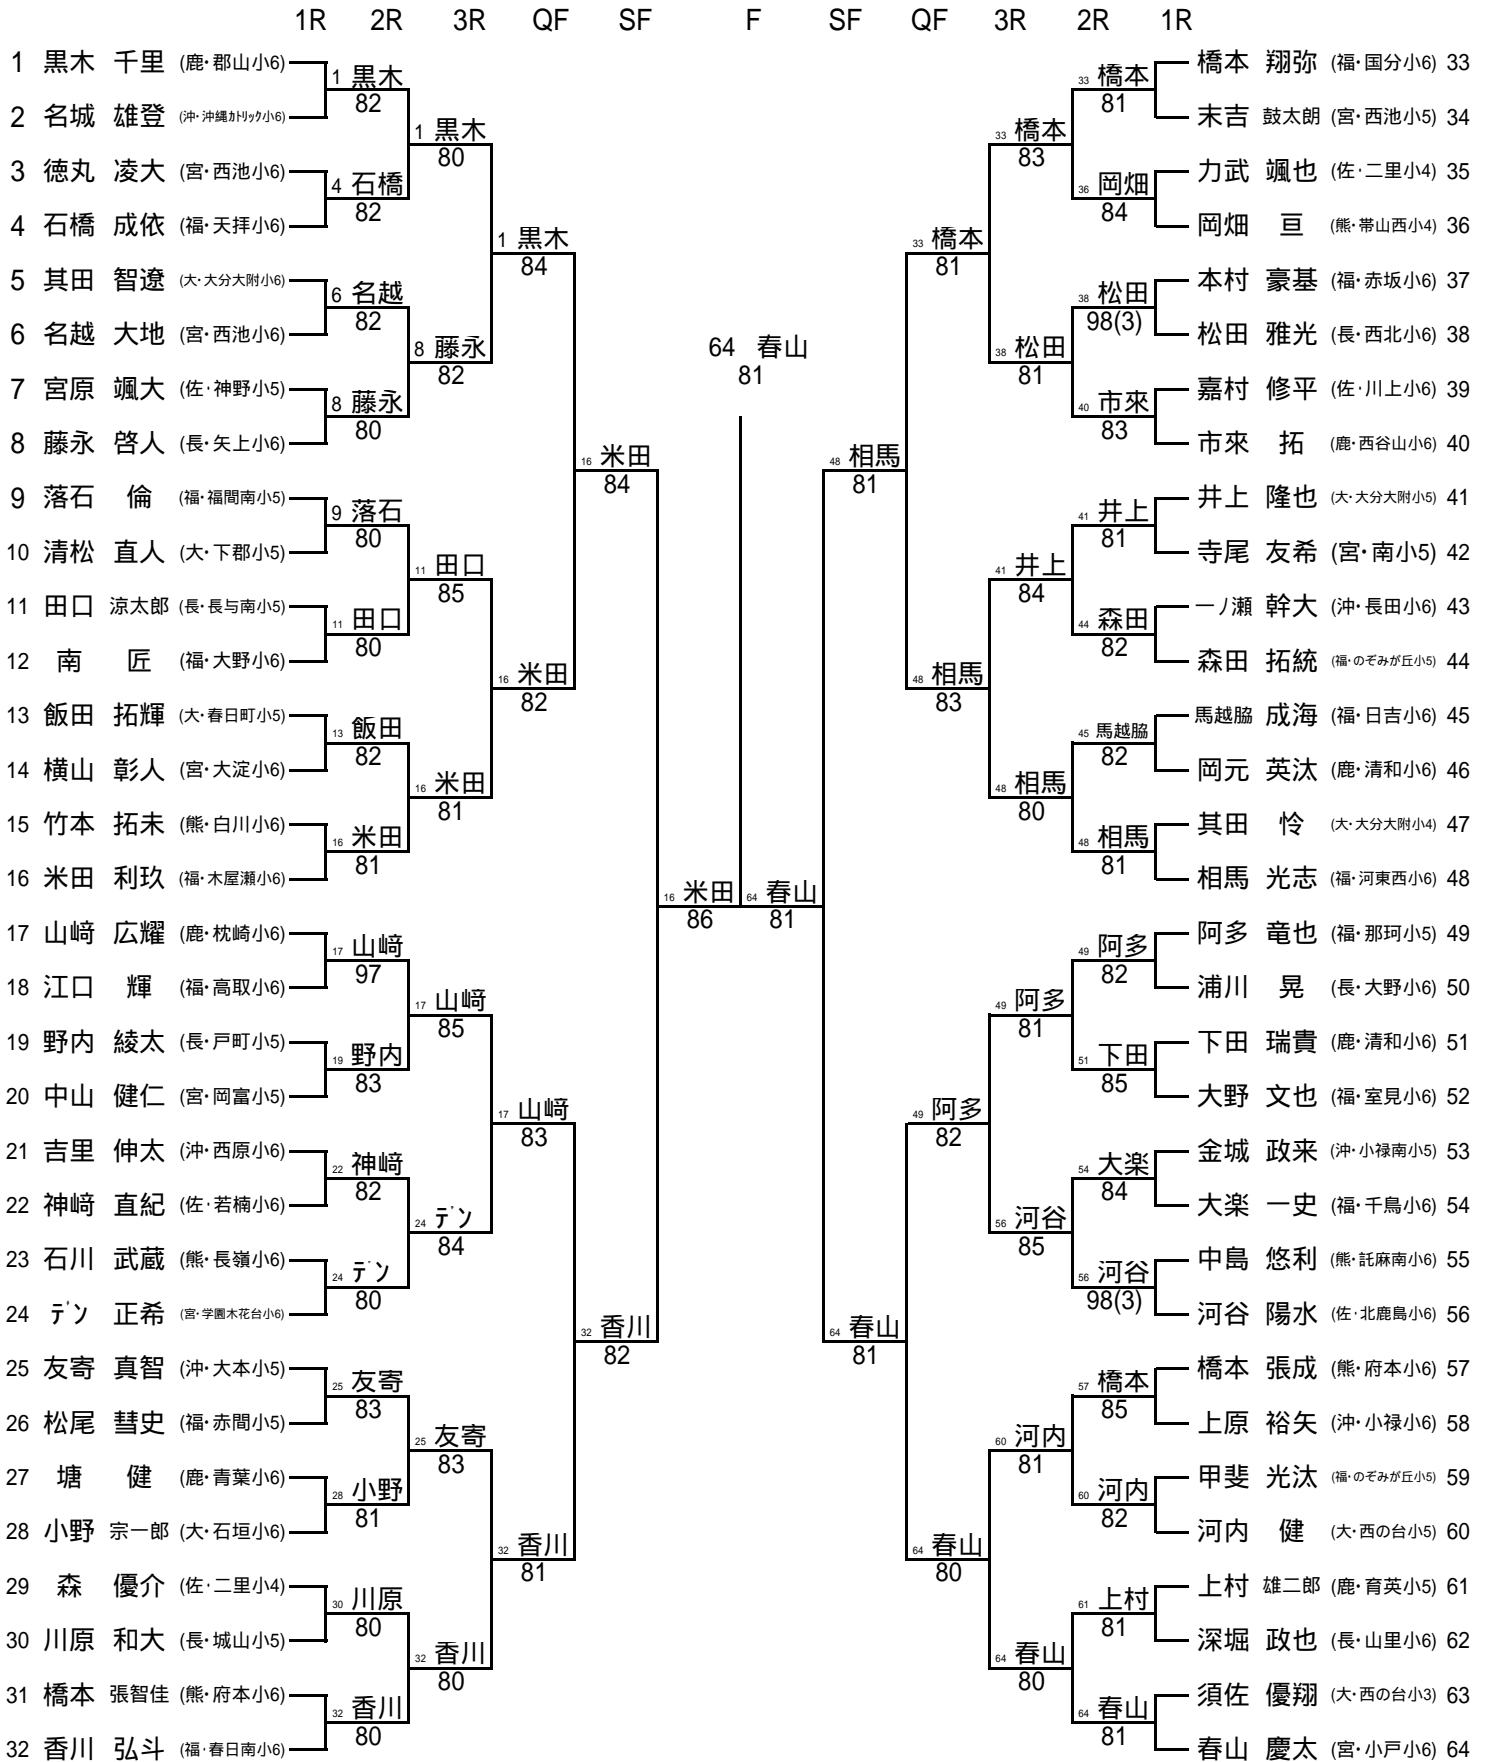 1R 2R 3R QF SF F SF QF 3R 2R 1R
1 黒木 千里 (鹿・郡山小6)
2 名城 雄登 (沖・沖縄カトリック小6)
3 徳丸 凌大 (宮・西池小6)
4 石橋 成依 (福・天拝小6)
5 其田 智遼 (大・大分大附小6)
6 名越 大地 (宮・西池小6)
7 宮原 颯大 (佐・神野小5)
8 藤永 啓人 (長・矢上小6)
9 落石 倫 (福・福間南小5)
10 清松 直人 (大・下郡小5)
11 田口 涼太郎 (長・長与南小5)
12 南 匠 (福・大野小6)
13 飯田 拓輝 (大・春日町小5)
14 横山 彰人 (宮・大淀小6)
15 竹本 拓未 (熊・白川小6)
16 米田 利玖 (福・木屋瀬小6)
17 山﨑 広耀 (鹿・枕崎小6)
18 江口 輝 (福・高取小6)
19 野内 綾太 (長・戸町小5)
20 中山 健仁 (宮・岡富小5)
21 吉里 伸太 (沖・西原小6)
22 神﨑 直紀 (佐・若楠小6)
23 石川 武蔵 (熊・長嶺小6)
24 デン 正希 (宮・学園木花台小6)
25 友寄 真智 (沖・大本小5)
26 松尾 彗史 (福・赤間小5)
27 塘 健 (鹿・青葉小6)
28 小野 宗一郎 (大・石垣小6)
29 森 優介 (佐・二里小4)
30 川原 和大 (長・城山小5)
31 橋本 張智佳 (熊・府本小6)
32 香川 弘斗 (福・春日南小6)
1 黒木
82
4 石橋
82
6 名越
82
8 藤永
80
9 落石
80
11 田口
80
13 飯田
82
16 米田
81
17 山﨑
97
19 野内
83
22 神﨑
82
24 デン
80
25 友寄
83
28 小野
81
30 川原
80
32 香川
80
1 黒木
80
8 藤永
82
11 田口
85
16 米田
81
17 山﨑
85
24 デン
84
25 友寄
83
32 香川
80
1 黒木
84
16 米田
82
17 山﨑
83
32 香川
81
16 米田
84
32 香川
82
16 米田
86
64 春山
81
64 春山
81
48 相馬
81
64 春山
81
33 橋本
81
48 相馬
83
49 阿多
82
64 春山
80
33 橋本
83
38 松田
81
41 井上
84
48 相馬
80
49 阿多
81
56 河谷
85
60 河内
81
64 春山
80
33 橋本
81
36 岡畑
84
38 松田
98(3)
40 市來
83
41 井上
81
44 森田
82
45 馬越脇
82
48 相馬
81
49 阿多
82
51 下田
85
54 大楽
84
56 河谷
98(3)
57 橋本
85
60 河内
82
61 上村
81
64 春山
81
橋本 翔弥 (福・国分小6) 33
末吉 鼓太朗 (宮・西池小5) 34
力武 颯也 (佐・二里小4) 35
岡畑 亘 (熊・帯山西小4) 36
本村 豪基 (福・赤坂小6) 37
松田 雅光 (長・西北小6) 38
嘉村 修平 (佐・川上小6) 39
市來 拓 (鹿・西谷山小6) 40
井上 隆也 (大・大分大附小5) 41
寺尾 友希 (宮・南小5) 42
一ノ瀬 幹大 (沖・長田小6) 43
森田 拓統 (福・のぞみが丘小5) 44
馬越脇 成海 (福・日吉小6) 45
岡元 英汰 (鹿・清和小6) 46
其田 怜 (大・大分大附小4) 47
相馬 光志 (福・河東西小6) 48
阿多 竜也 (福・那珂小5) 49
浦川 晃 (長・大野小6) 50
下田 瑞貴 (鹿・清和小6) 51
大野 文也 (福・室見小6) 52
金城 政来 (沖・小禄南小5) 53
大楽 一史 (福・千鳥小6) 54
中島 悠利 (熊・託麻南小6) 55
河谷 陽水 (佐・北鹿島小6) 56
橋本 張成 (熊・府本小6) 57
上原 裕矢 (沖・小禄小6) 58
甲斐 光汰 (福・のぞみが丘小5) 59
河内 健 (大・西の台小5) 60
上村 雄二郎 (鹿・育英小5) 61
深堀 政也 (長・山里小6) 62
須佐 優翔 (大・西の台小3) 63
春山 慶太 (宮・小戸小6) 64